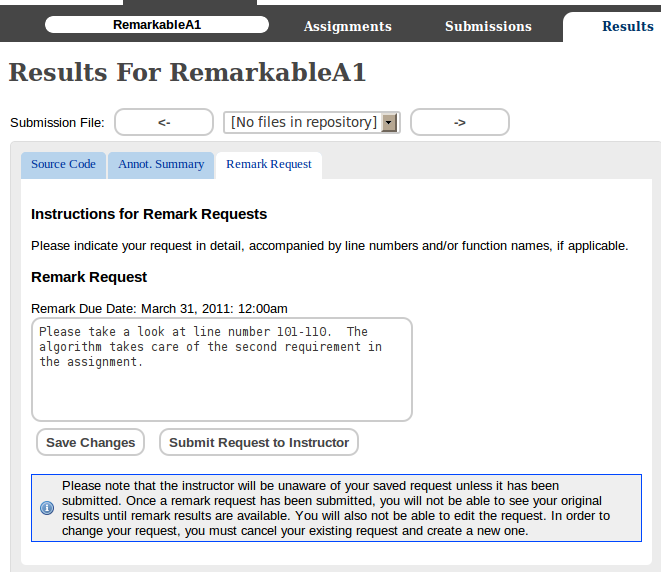 RemarkableA1 Assignments Submissions Results
Results For RemarkableA1
Submission File: <- [No files in repository] ->
Source Code Annot. Summary Remark Request
Instructions for Remark Requests
Please indicate your request in detail, accompanied by line numbers and/or function names, if applicable.
Remark Request
Remark Due Date: March 31, 2011: 12:00am
Please take a look at line number 101-110.  The
algorithm takes care of the second requirement in
the assignment.
Save Changes Submit Request to Instructor
Please note that the instructor will be unaware of your saved request unless it has been
submitted. Once a remark request has been submitted, you will not be able to see your original
results until remark results are available. You will also not be able to edit the request. In order to
change your request, you must cancel your existing request and create a new one.